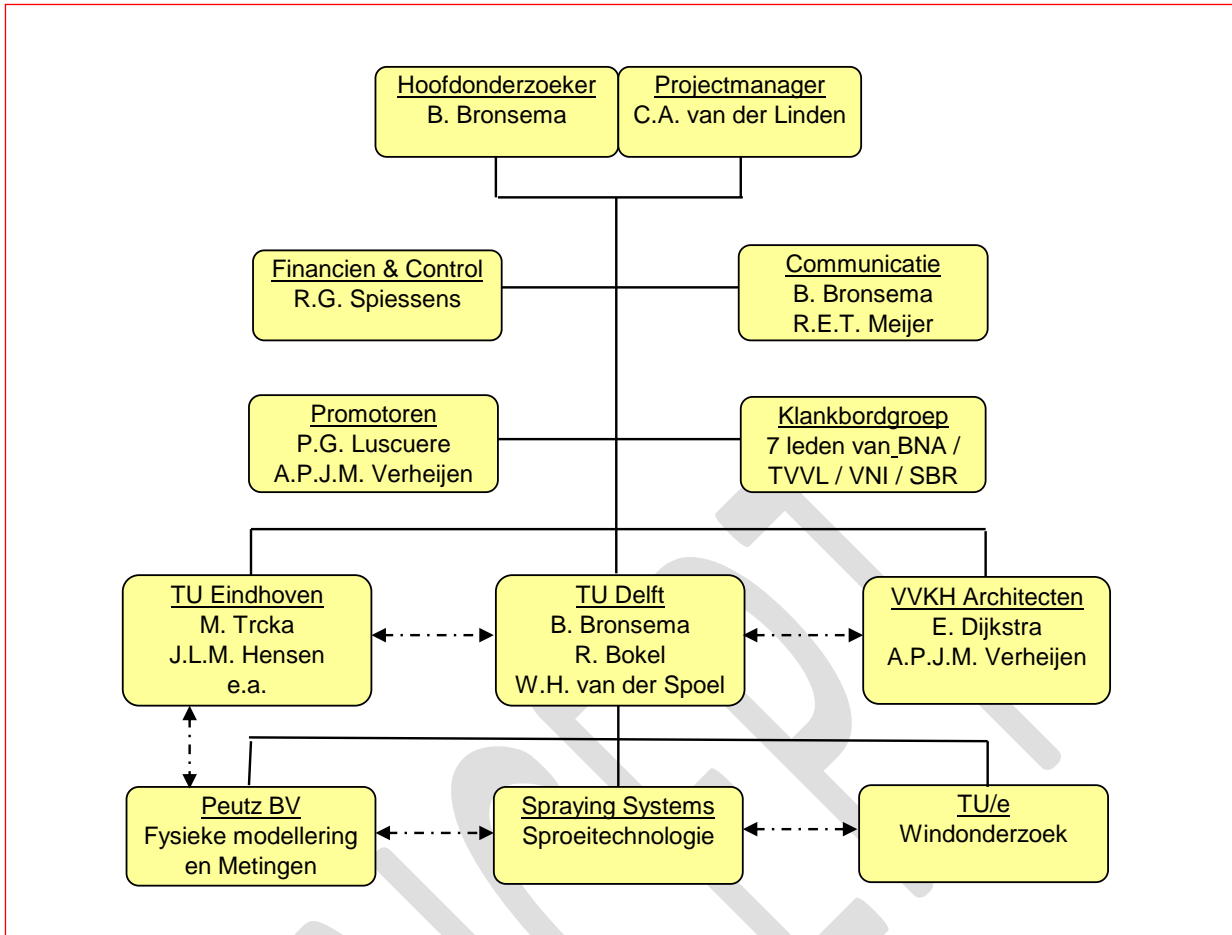 Hoofdonderzoeker
B. Bronsema
Projectmanager
C.A. van der Linden
Financien & Control
R.G. Spiessens
Communicatie
B. Bronsema
R.E.T. Meijer
Promotoren
P.G. Luscuere
A.P.J.M. Verheijen
Klankbordgroep
7 leden van BNA /
TVVL / VNI / SBR
TU Eindhoven
M. Trcka
J.L.M. Hensen
e.a.
TU Delft
B. Bronsema
R. Bokel
W.H. van der Spoel
VVKH Architecten
E. Dijkstra
A.P.J.M. Verheijen
Peutz BV
Fysieke modellering
en Metingen
Spraying Systems
Sproeitechnologie
TU/e
Windonderzoek